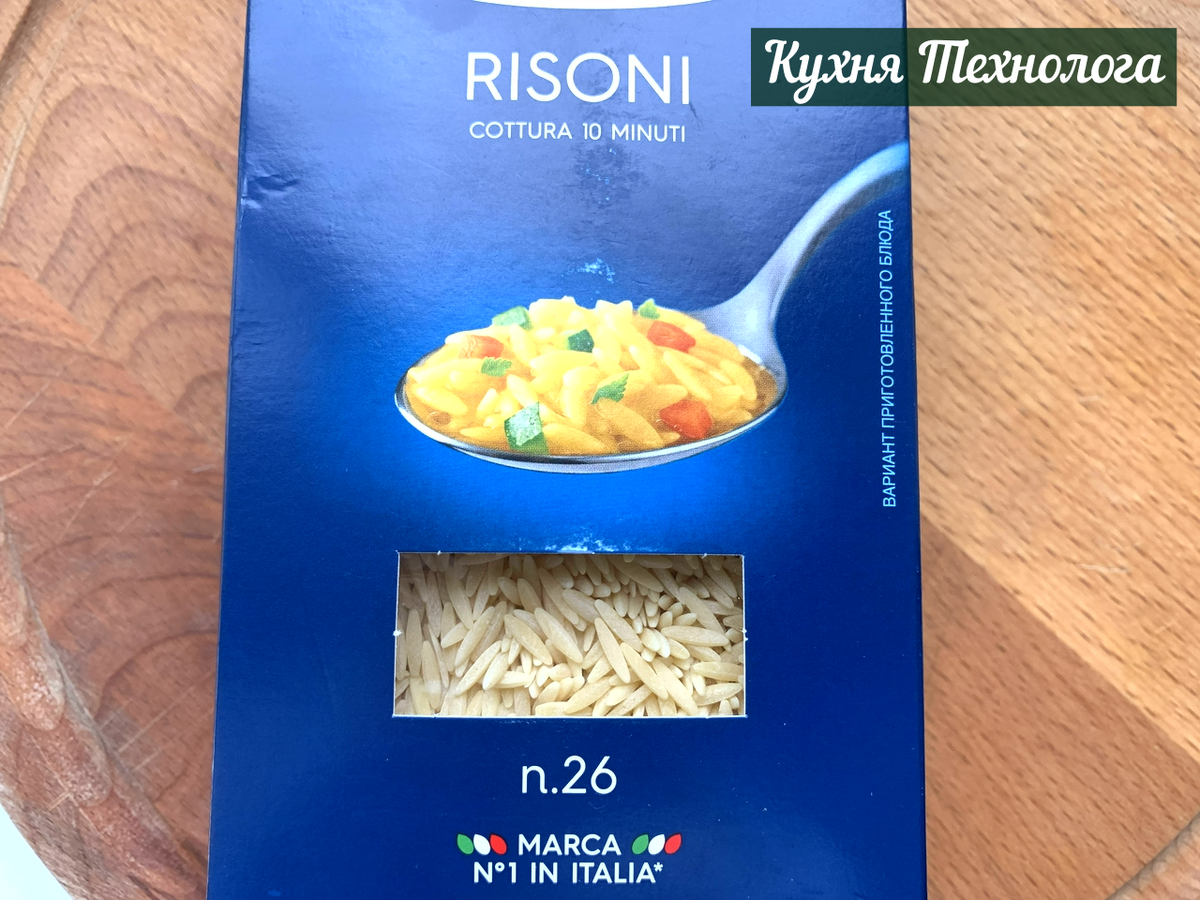 Кухня Технолога
RISONI
COTTURA 10 MINUTI
ВАРИАНТ ПРИГОТОВЛЕННОГО БЛЮДА
n.26
MARCA
N°1 IN ITALIA*